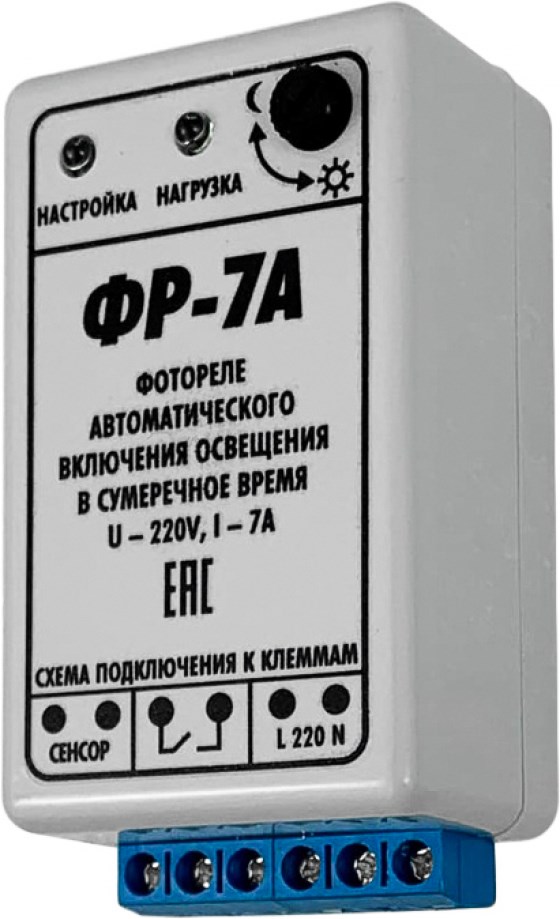 НАСТРОЙКА НАГРУЗКА
ФР-7А
ФОТОРЕЛЕ
АВТОМАТИЧЕСКОГО
ВКЛЮЧЕНИЯ ОСВЕЩЕНИЯ
В СУМЕРЕЧНОЕ ВРЕМЯ
U – 220V, I – 7A
ЕАС
СХЕМА ПОДКЛЮЧЕНИЯ К КЛЕММАМ
СЕНСОР L 220 N